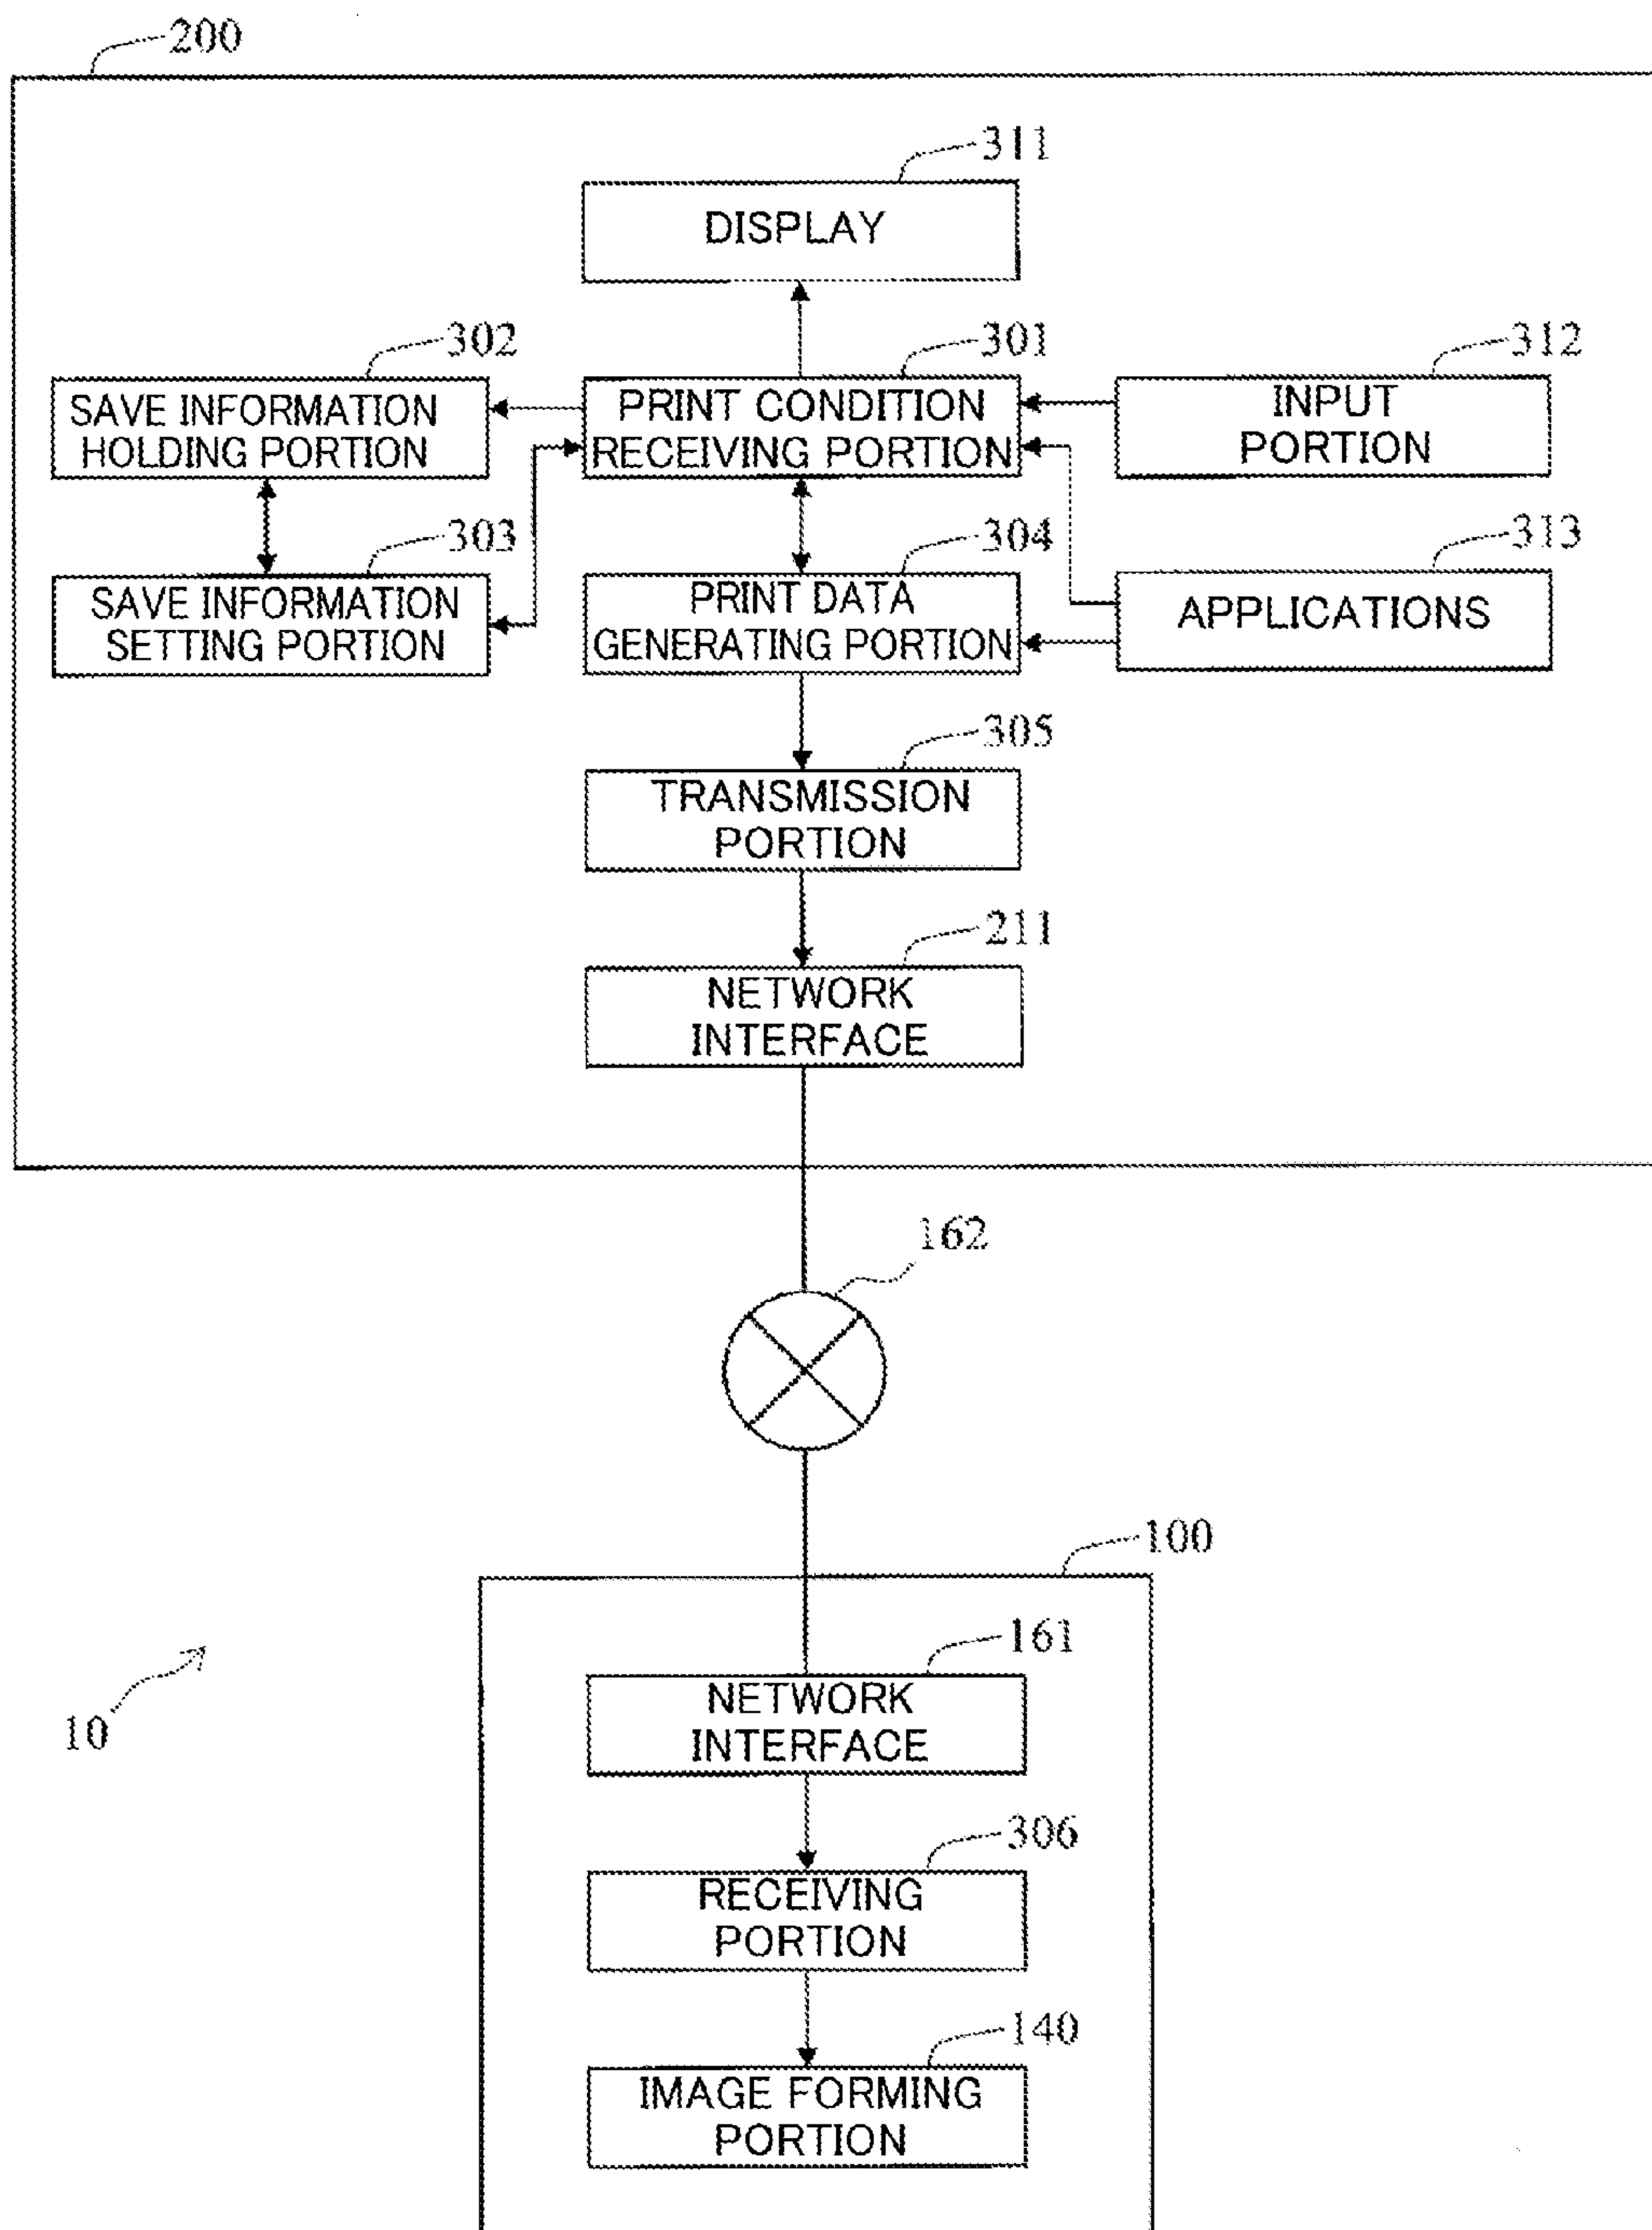 200
311
DISPLAY
302
301
312
SAVE INFORMATION
HOLDING PORTION
PRINT CONDITION
RECEIVING PORTION
INPUT
PORTION
303
304
313
SAVE INFORMATION
SETTING PORTION
PRINT DATA
GENERATING PORTION
APPLICATIONS
305
TRANSMISSION
PORTION
211
NETWORK
INTERFACE
162
100
161
NETWORK
INTERFACE
10
306
RECEIVING
PORTION
140
IMAGE FORMING
PORTION